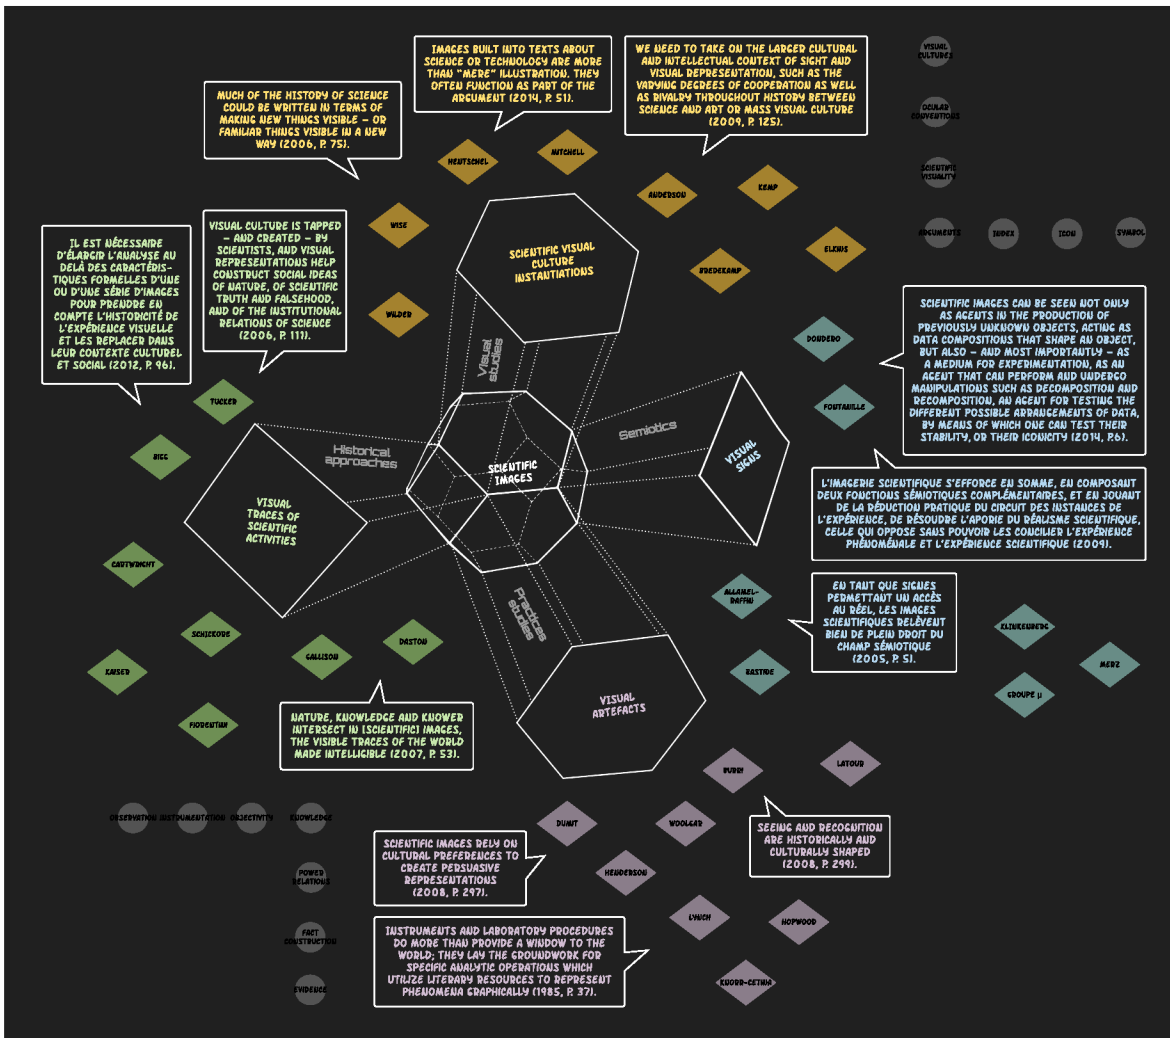 IMAGES BUILT INTO TEXTS ABOUT
SCIENCE OR TECHNOLOGY ARE MORE
THAN "MERE" ILLUSTRATION. THEY
OFTEN FUNCTION AS PART OF THE
ARGUMENT (2014, P. 51).
WE NEED TO TAKE ON THE LARGER CULTURAL
AND INTELLECTUAL CONTEXT OF SIGHT AND
VISUAL REPRESENTATION, SUCH AS THE
VARYING DEGREES OF COOPERATION AS WELL
AS RIVALRY THROUGHOUT HISTORY BETWEEN
SCIENCE AND ART OR MASS VISUAL CULTURE
(2009, P. 125).
VISUAL
CULTURES
MUCH OF THE HISTORY OF SCIENCE
COULD BE WRITTEN IN TERMS OF
MAKING NEW THINGS VISIBLE – OR
FAMILIAR THINGS VISIBLE IN A NEW
WAY (2006, P. 75).
OCULAR
CONVENTIONS
HENTSCHEL
MITCHELL
SCIENTIFIC
VISUALITY
ANDERSON
KEMP
WISE
ELKINS
BREDEKAMP
WILDER
ARGUMENTS
INDEX
ICON
SYMBOL
SCIENTIFIC VISUAL
CULTURE
INSTANTIATIONS
IL EST NÉCESSAIRE
D'ÉLARGIR L'ANALYSE AU
DELÀ DES CARACTÉRIS-
TIQUES FORMELLES D'UNE
OU D'UNE SÉRIE D'IMAGES
POUR PRENDRE EN
COMPTE L'HISTORICITÉ DE
L'EXPÉRIENCE VISUELLE
ET LES REPLACER DANS
LEUR CONTEXTE CULTUREL
ET SOCIAL (2012, P. 96).
VISUAL CULTURE IS TAPPED
– AND CREATED – BY
SCIENTISTS, AND VISUAL
REPRESENTATIONS HELP
CONSTRUCT SOCIAL IDEAS
OF NATURE, OF SCIENTIFIC
TRUTH AND FALSEHOOD,
AND OF THE INSTITUTIONAL
RELATIONS OF SCIENCE
(2006, P. 111).
SCIENTIFIC IMAGES CAN BE SEEN NOT ONLY
AS AGENTS IN THE PRODUCTION OF
PREVIOUSLY UNKNOWN OBJECTS, ACTING AS
DATA COMPOSITIONS THAT SHAPE AN OBJECT,
BUT ALSO – AND MOST IMPORTANTLY – AS
A MEDIUM FOR EXPERIMENTATION, AS AN
AGENT THAT CAN PERFORM AND UNDERGO
MANIPULATIONS SUCH AS DECOMPOSITION AND
RECOMPOSITION, AN AGENT FOR TESTING THE
DIFFERENT POSSIBLE ARRANGEMENTS OF DATA,
BY MEANS OF WHICH ONE CAN TEST THEIR
STABILITY, OR THEIR ICONICITY (2014, P.6).
DONDERO
FONTANILLE
Visual
studies
Semiotics
Historical
approaches
TUCKER
BIGG
SCIENTIFIC
IMAGES
VISUAL
SIGNS
VISUAL
TRACES OF
SCIENTIFIC
ACTIVITIES
L'IMAGERIE SCIENTIFIQUE S'EFFORCE EN SOMME, EN COMPOSANT
DEUX FONCTIONS SÉMIOTIQUES COMPLÉMENTAIRES, ET EN JOUANT
DE LA RÉDUCTION PRATIQUE DU CIRCUIT DES INSTANCES DE
L'EXPÉRIENCE, DE RÉSOUDRE L'APORIE DU RÉALISME SCIENTIFIQUE,
CELLE QUI OPPOSE SANS POUVOIR LES CONCILIER L'EXPÉRIENCE
PHÉNOMÉNALE ET L'EXPÉRIENCE SCIENTIFIQUE (2009).
CARTWRIGHT
SCHICKORE
KAISER
GALLISON
DASTON
FIORENTINI
Practices
studies
ALLAMEL-
RAFFIN
BASTIDE
EN TANT QUE SIGNES
PERMETTANT UN ACCÈS
AU RÉEL, LES IMAGES
SCIENTIFIQUES RELÈVENT
BIEN DE PLEIN DROIT DU
CHAMP SÉMIOTIQUE
(2005, P. 5).
KLINKENBERG
MERZ
GROUPE µ
VISUAL
ARTEFACTS
NATURE, KNOWLEDGE AND KNOWER
INTERSECT IN [SCIENTIFIC] IMAGES,
THE VISIBLE TRACES OF THE WORLD
MADE INTELLIGIBLE (2007, P. 53).
BURRI
LATOUR
DUMIT
WOOLGAR
HENDERSON
LYNCH
HOPWOOD
KNORR-CETINA
OBSERVATION
INSTRUMENTATION
OBJECTIVITY
KNOWLEDGE
POWER
RELATIONS
FACT
CONSTRUCTION
EVIDENCE
SEEING AND RECOGNITION
ARE HISTORICALLY AND
CULTURALLY SHAPED
(2008, P. 299).
SCIENTIFIC IMAGES RELY ON
CULTURAL PREFERENCES TO
CREATE PERSUASIVE
REPRESENTATIONS
(2008, P. 297).
INSTRUMENTS AND LABORATORY PROCEDURES
DO MORE THAN PROVIDE A WINDOW TO THE
WORLD; THEY LAY THE GROUNDWORK FOR
SPECIFIC ANALYTIC OPERATIONS WHICH
UTILIZE LITERARY RESOURCES TO REPRESENT
PHENOMENA GRAPHICALLY (1985, P. 37).